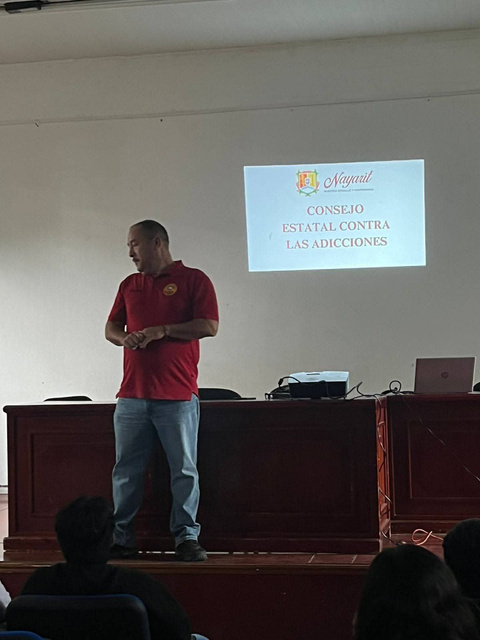 Nayarit
CONSEJO
ESTATAL CONTRA
LAS ADICCIONES